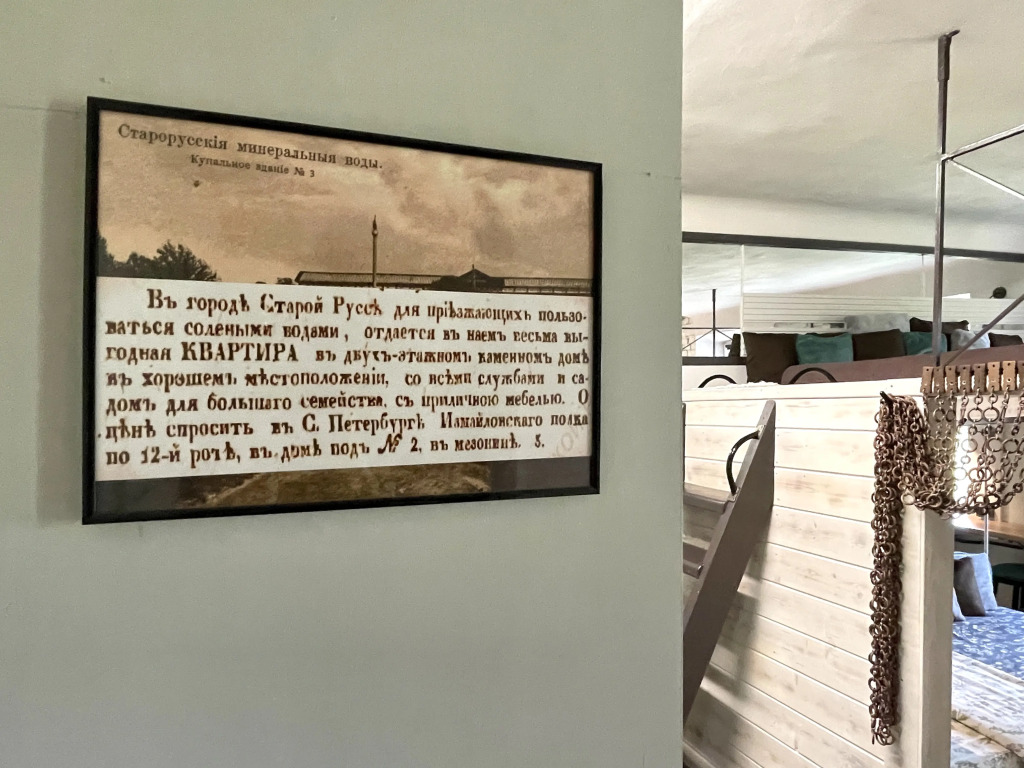 Старорусскія минеральныя воды.
Купальное зданіе № 3
Въ городѣ Старой Руссѣ для пріѣзжающихъ пользо-
ваться солеными водами, отдается въ наемъ весьма вы-
годная КВАРТИРА въ двухъ-этажномъ каменномъ домѣ
въ хорошемъ мѣстоположеніи, со всѣми службами и са-
домъ для большаго семейства, съ приличною мебелью. О
цѣнѣ спросить въ С. Петербургѣ Измайловскаго полка
по 12-й ротѣ, въ домѣ подъ № 2, въ мезонинѣ. 3.